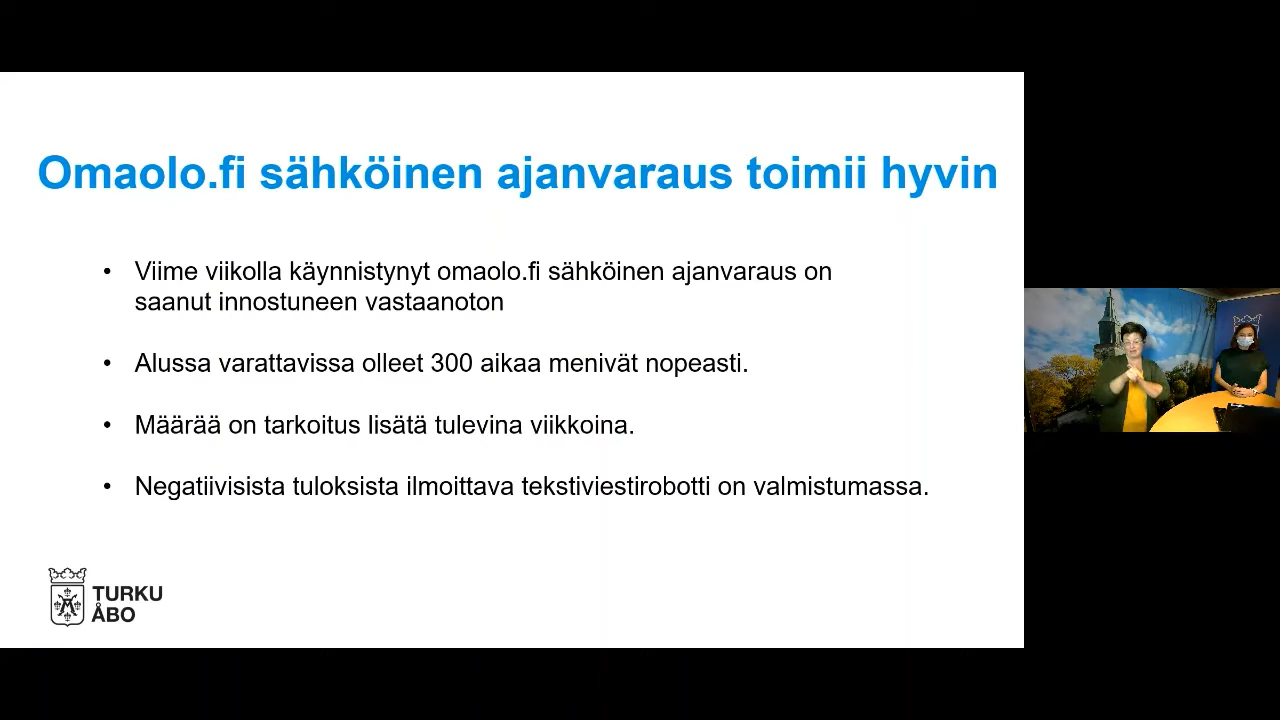 Omaolo.fi sähköinen ajanvaraus toimii hyvin
• Viime viikolla käynnistynyt omaolo.fi sähköinen ajanvaraus on
saanut innostuneen vastaanoton
• Alussa varattavissa olleet 300 aikaa menivät nopeasti.
• Määrää on tarkoitus lisätä tulevina viikkoina.
• Negatiivisista tuloksista ilmoittava tekstiviestirobotti on valmistumassa.
TURKU
ÅBO